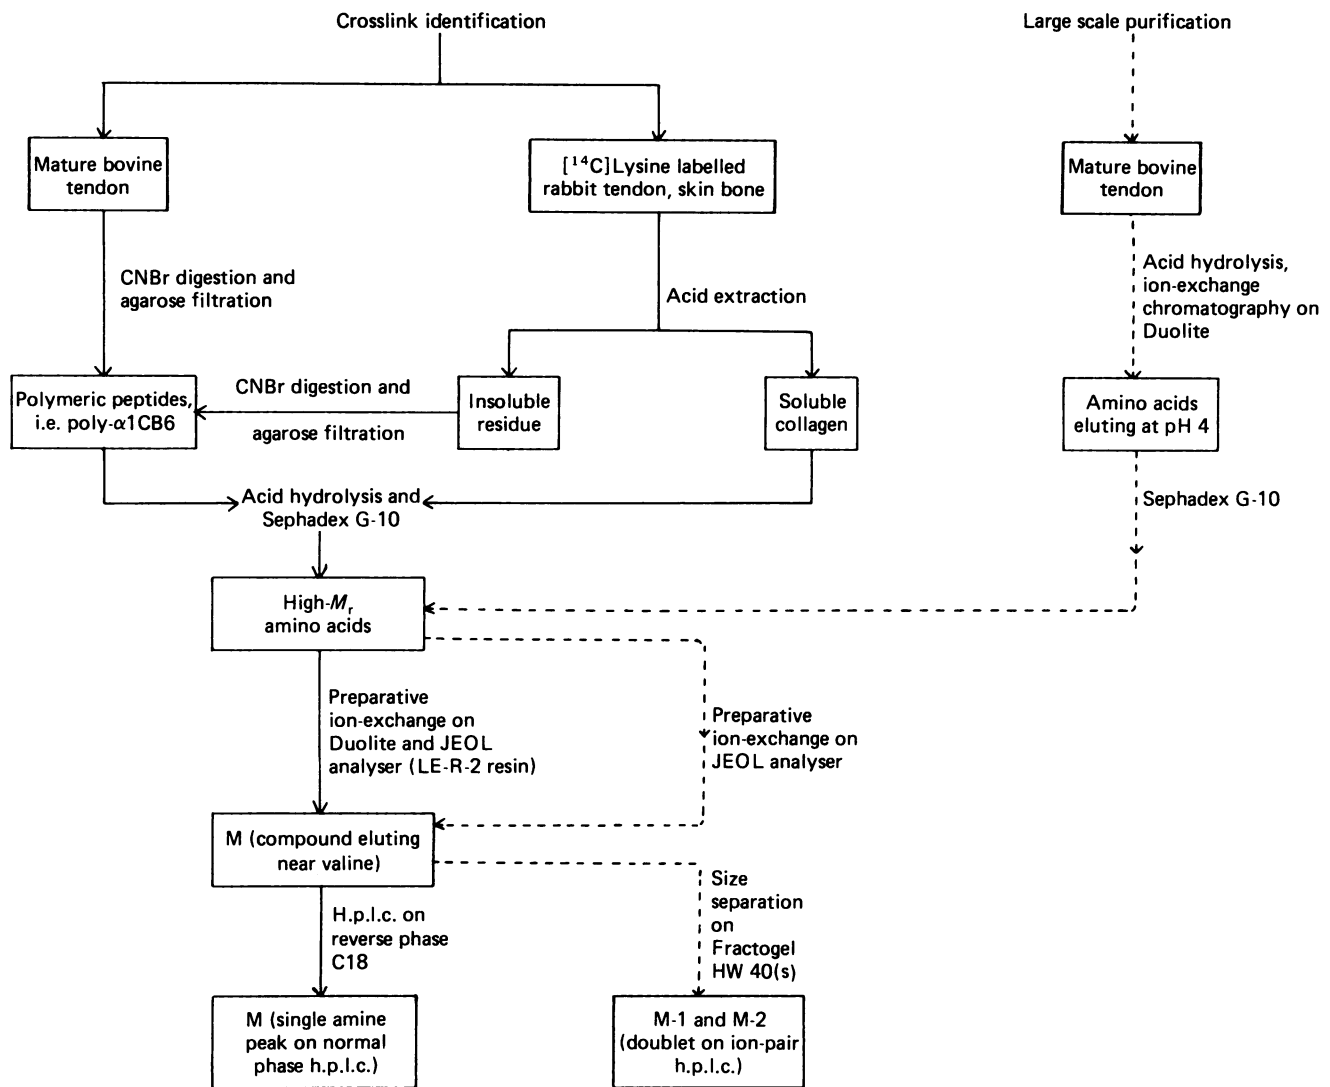 Crosslink identification
Large scale purification
Mature bovine
tendon
[¹⁴C]Lysine labelled
rabbit tendon, skin bone
Mature bovine
tendon
CNBr digestion and
agarose filtration
Acid extraction
Acid hydrolysis,
ion-exchange
chromatography on
Duolite
Polymeric peptides,
i.e. poly-α1CB6
CNBr digestion and
agarose filtration
Insoluble
residue
Soluble
collagen
Amino acids
eluting at pH 4
Acid hydrolysis and
Sephadex G-10
Sephadex G-10
High-Mr
amino acids
Preparative
ion-exchange on
Duolite and JEOL
analyser (LE-R-2 resin)
Preparative
ion-exchange on
JEOL analyser
M (compound eluting
near valine)
H.p.l.c. on
reverse phase
C18
Size
separation
on
Fractogel
HW 40(s)
M (single amine
peak on normal
phase h.p.l.c.)
M-1 and M-2
(doublet on ion-pair
h.p.l.c.)